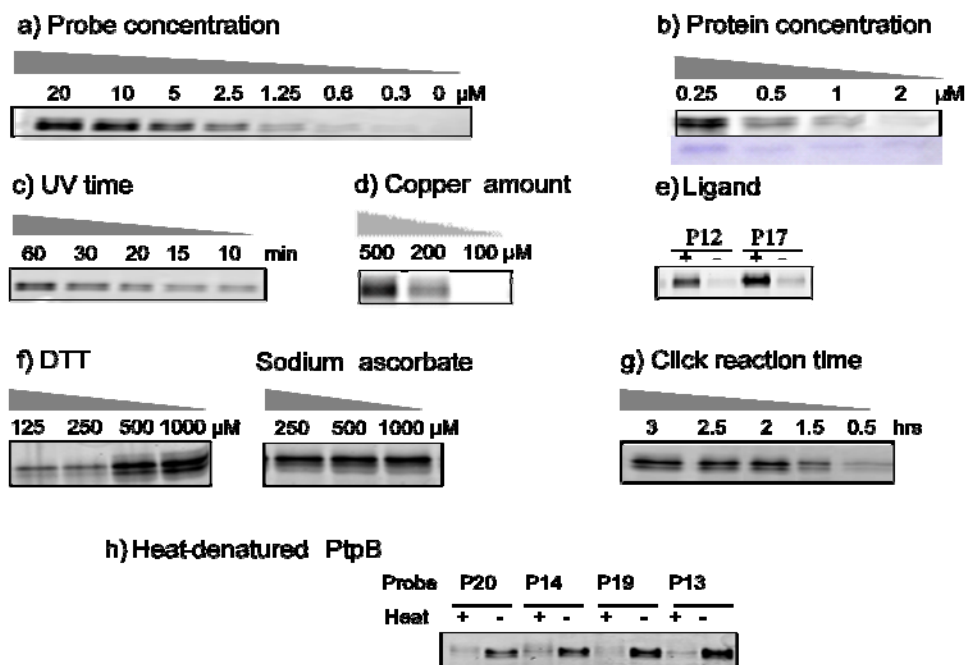 a) Probe concentration
20 10 5 2.5 1.25 0.6 0.3 0 µM
b) Protein concentration
0.25 0.5 1 2 µM
c) UV time
60 30 20 15 10 min
d) Copper amount
500 200 100 µM
e) Ligand
P12 P17
+ - + -
f) DTT
125 250 500 1000 µM
Sodium ascorbate
250 500 1000 µM
g) Click reaction time
3 2.5 2 1.5 0.5 hrs
h) Heat-denatured PtpB
Probe P20 P14 P19 P13
Heat + - + - + - + -